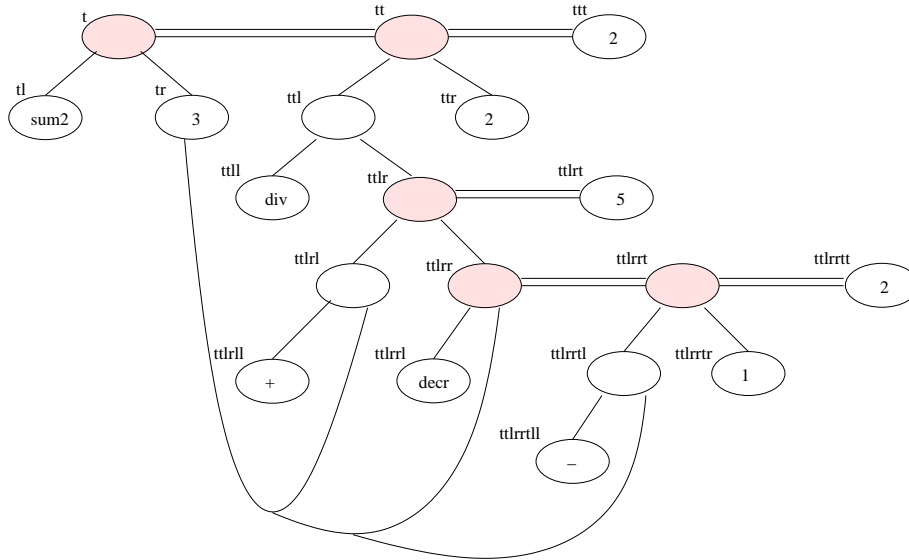 t
tt
ttt
2
tl
tr
ttl
ttr
sum2
3
2
ttll
ttlr
ttlrt
div
5
ttlrl
ttlrr
ttlrrt
ttlrrtt
2
ttlrll
ttlrrl
ttlrrtl
ttlrrtr
+
decr
1
ttlrrtll
−